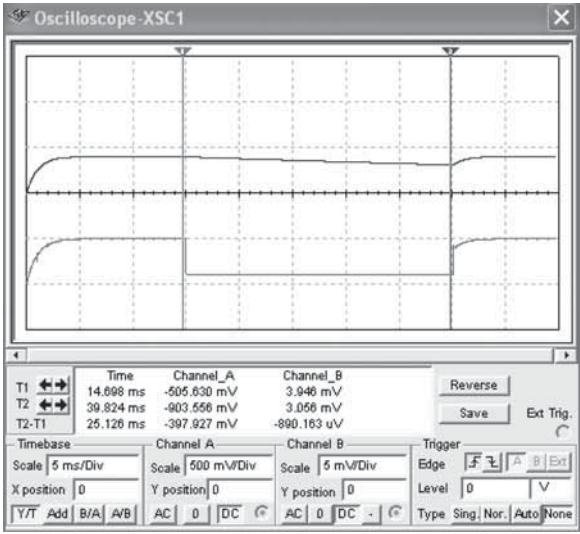 Oscilloscope-XSC1
1
2
Time Channel_A Channel_B
T1 14.698 ms -505.630 mV 3.946 mV
T2 39.824 ms -903.556 mV 3.056 mV
T2-T1 25.126 ms -397.927 mV -890.163 uV
Reverse
Save
Ext Trig.
Timebase Channel A Channel B Trigger
Scale 5 ms/Div Scale 500 mV/Div Scale 5 mV/Div Edge A B Ext
X position 0 Y position 0 Y position 0 Level 0 V
Y/T Add B/A A/B AC 0 DC AC 0 DC - Type Sing. Nor. Auto None